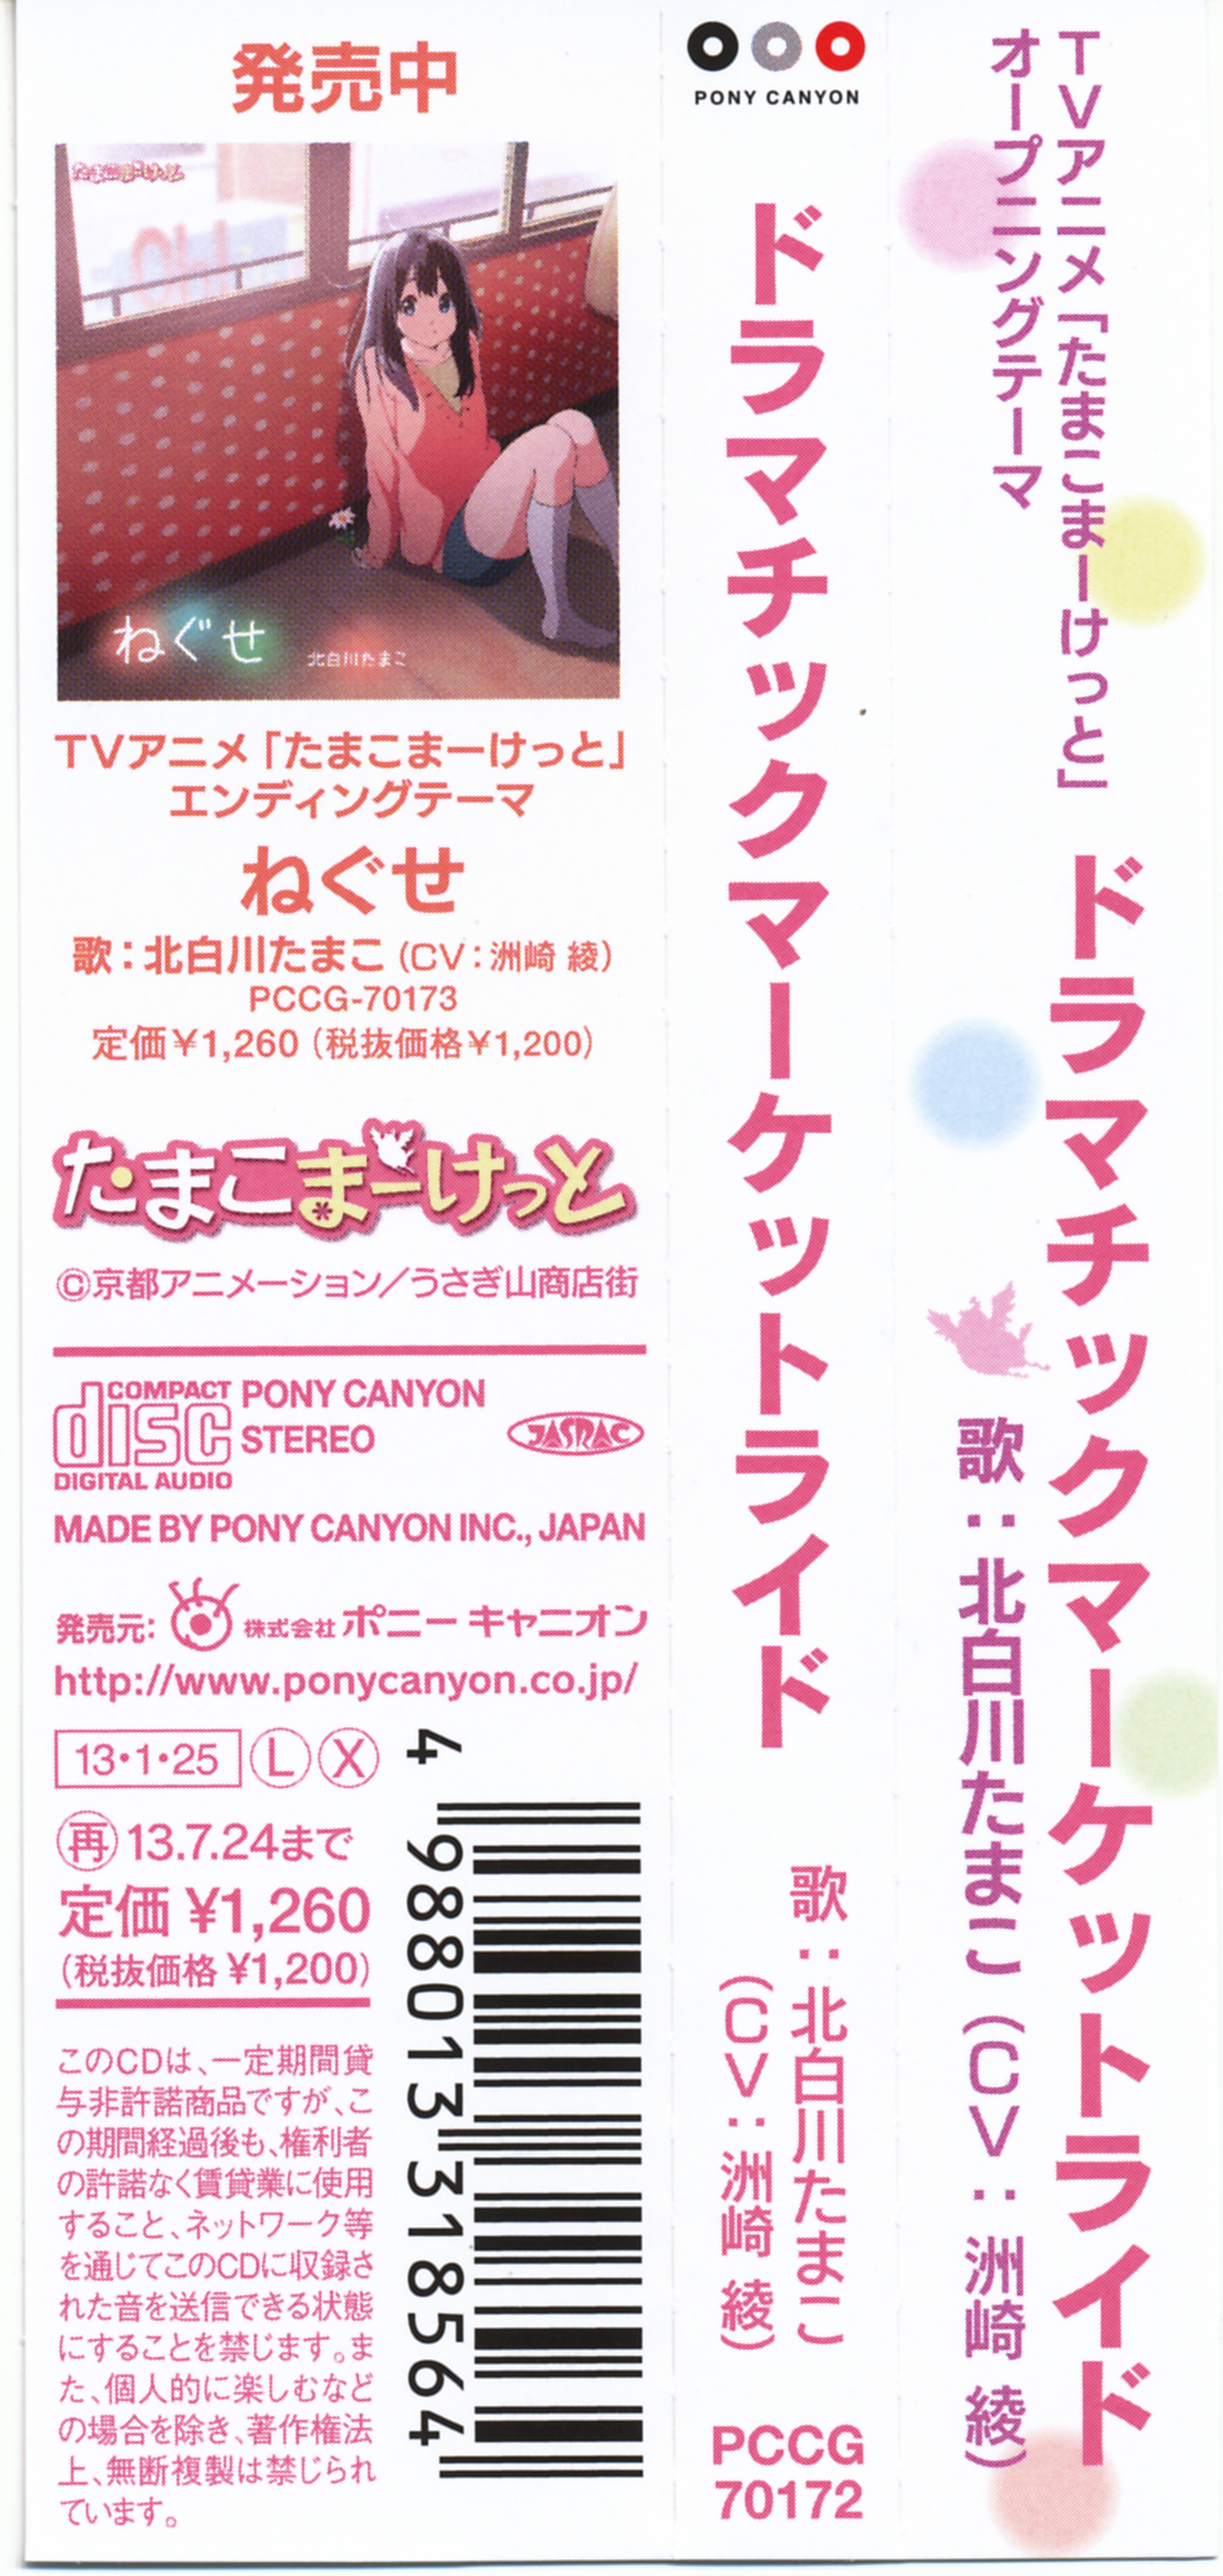 発売中
たまこまーけっと
Oh!
ねぐせ
北白川たまこ
TVアニメ「たまこまーけっと」
エンディングテーマ
ねぐせ
歌：北白川たまこ（CV：洲崎 綾）
PCCG-70173
定価￥1,260（税抜価格￥1,200）
たまこまーけっと
©京都アニメーション／うさぎ山商店街
COMPACT
disc
DIGITAL AUDIO
PONY CANYON
STEREO
JASRAC
MADE BY PONY CANYON INC., JAPAN
発売元: 株式会社 ポニー キャニオン
http://www.ponycanyon.co.jp/
13・1・25 Ⓛ Ⓧ
㊢ 13.7.24まで
定価 ¥1,260
（税抜価格 ¥1,200）
このCDは、一定期間貸
与非許諾商品ですが、こ
の期間経過後も、権利者
の許諾なく賃貸業に使用
すること、ネットワーク等
を通じてこのCDに収録さ
れた音を送信できる状態
にすることを禁じます。ま
た、個人的に楽しむなど
の場合を除き、著作権法
上、無断複製は禁じられ
ています。
4 988013 318564
PONY CANYON
ドラマチックマーケットライド
歌：北白川たまこ
（CV：洲崎 綾）
PCCG
70172
TVアニメ「たまこまーけっと」
オープニングテーマ
ドラマチックマーケットライド
歌：北白川たまこ（CV：洲崎 綾）